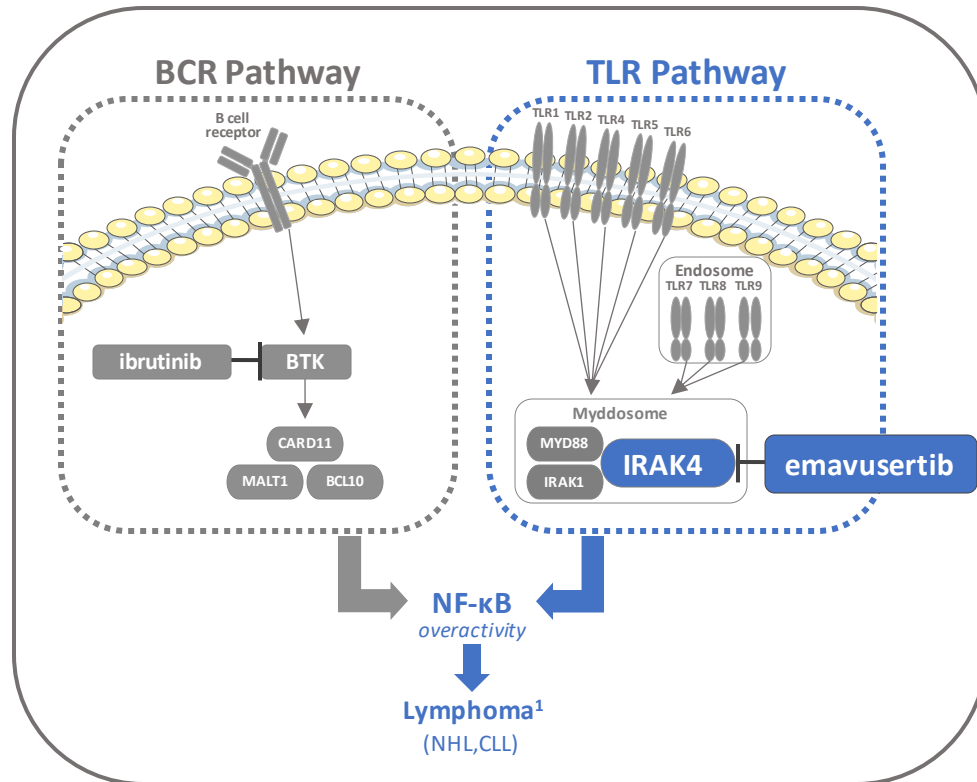 BCR Pathway
TLR Pathway
B cell
receptor
TLR1
TLR2
TLR4
TLR5
TLR6
Endosome
TLR7
TLR8
TLR9
ibrutinib
BTK
Myddosome
CARD11
MALT1
BCL10
MYD88
IRAK1
IRAK4
emavusertib
NF-κB
overactivity
Lymphoma¹
(NHL,CLL)